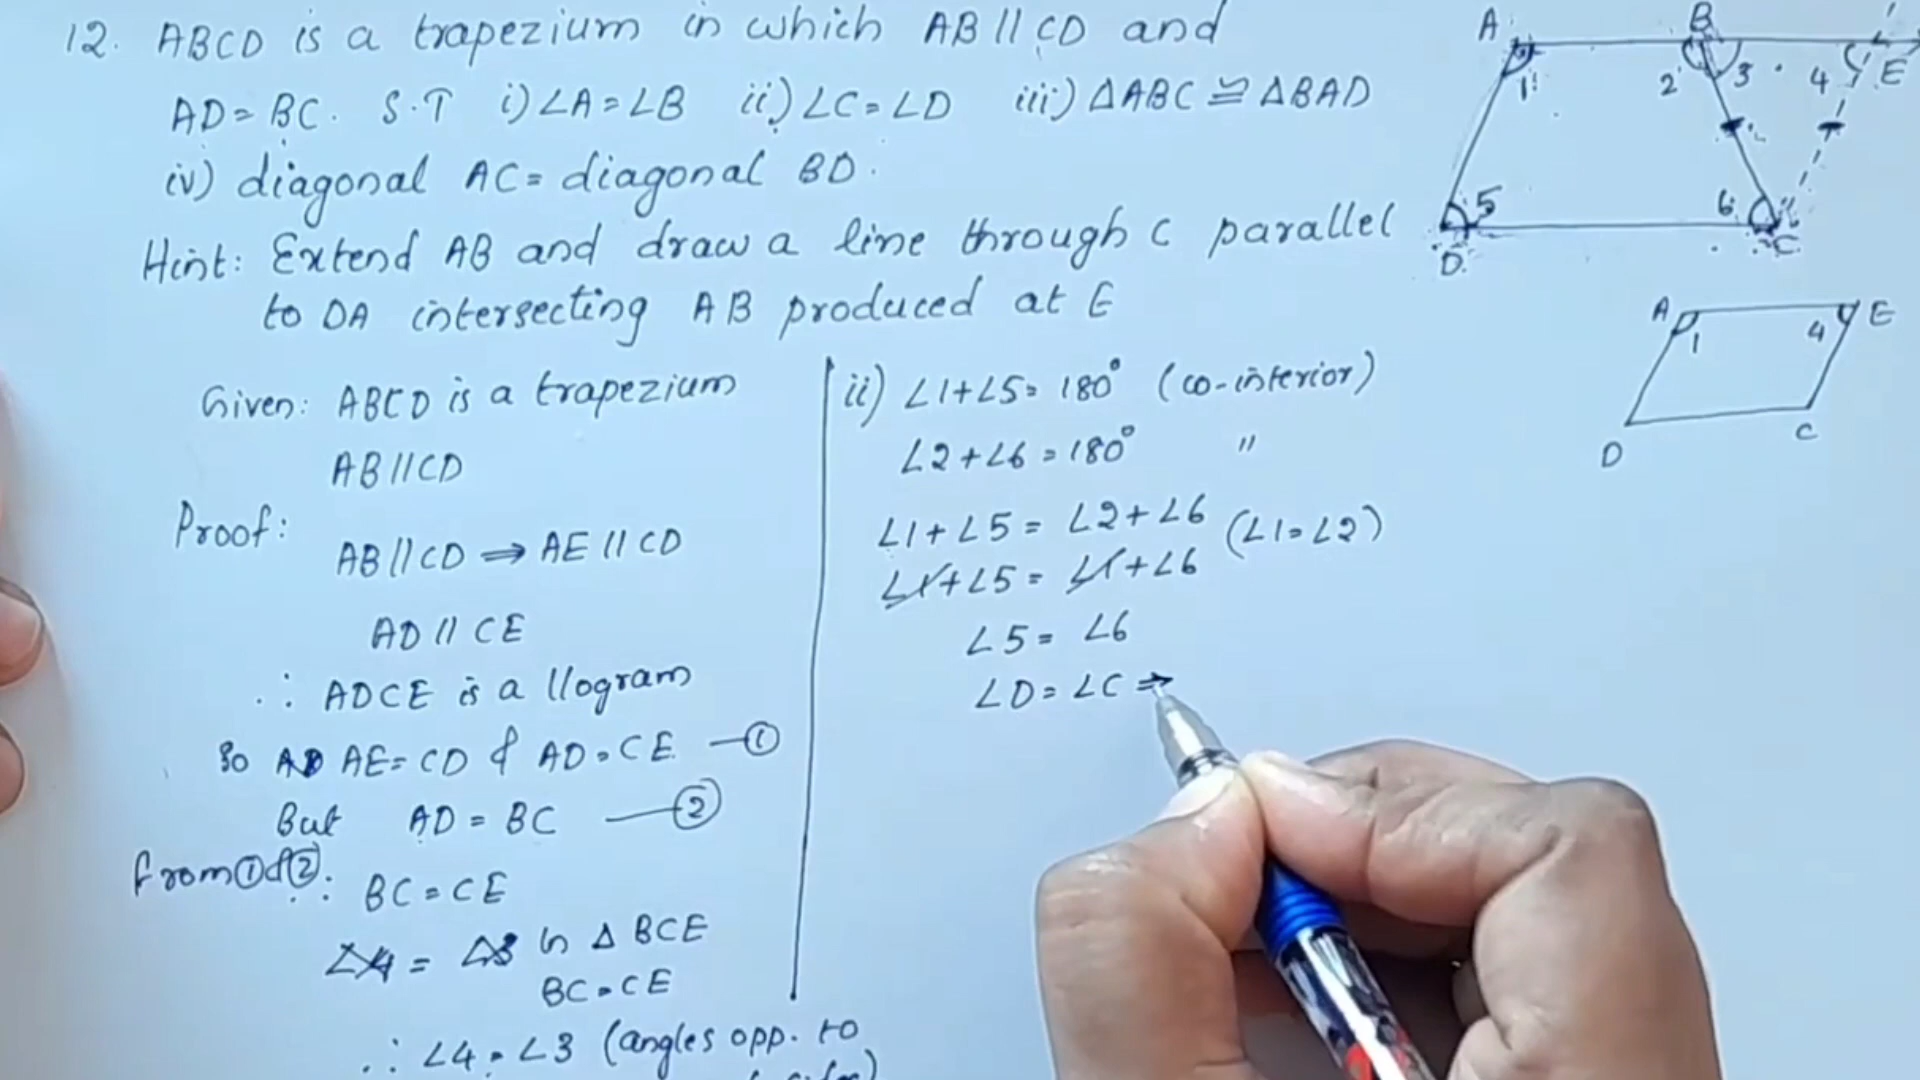 12. ABCD is a trapezium in which AB // CD and
AD = BC. S.T i) ∠A = ∠B ii) ∠C = ∠D iii) △ABC ≅ △BAD
iv) diagonal AC = diagonal BD.
Hint: Extend AB and draw a line through C parallel
to DA intersecting AB produced at E
Given: ABCD is a trapezium
AB // CD
Proof:
AB // CD ⇒ AE // CD
AD // CE
∴ ADCE is a llogram
So AE = CD & AD = CE — ①
But AD = BC — ②
from ① & ②.
∴ BC = CE
∠4 = ∠3 In △ BCE
BC = CE
∴ ∠4 = ∠3 (angles opp. to
ii) ∠1 + ∠5 = 180° (co-interior)
∠2 + ∠6 = 180° "
∠1 + ∠5 = ∠2 + ∠6 (∠1 = ∠2)
∠1 + ∠5 = ∠1 + ∠6
∠5 = ∠6
∠D = ∠C ⇒
A B E
1 2 3 4
5 6
D C
A E
1 4
D C